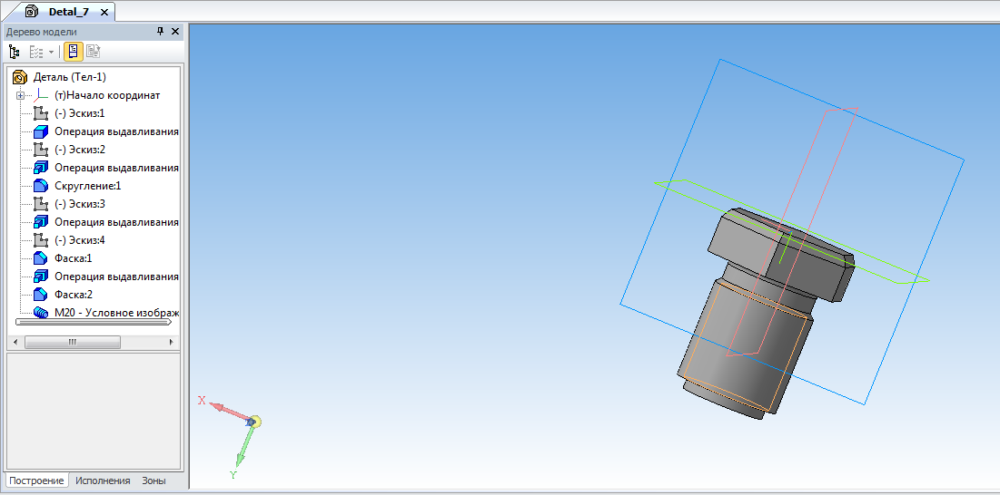 Detal_7
Дерево модели
Деталь (Тел-1)
(т)Начало координат
(-) Эскиз:1
Операция выдавливания
(-) Эскиз:2
Операция выдавливания
Скругление:1
(-) Эскиз:3
Операция выдавливания
(-) Эскиз:4
Фаска:1
Операция выдавливания
Фаска:2
М20 - Условное изображ
X
Y
Построение Исполнения Зоны